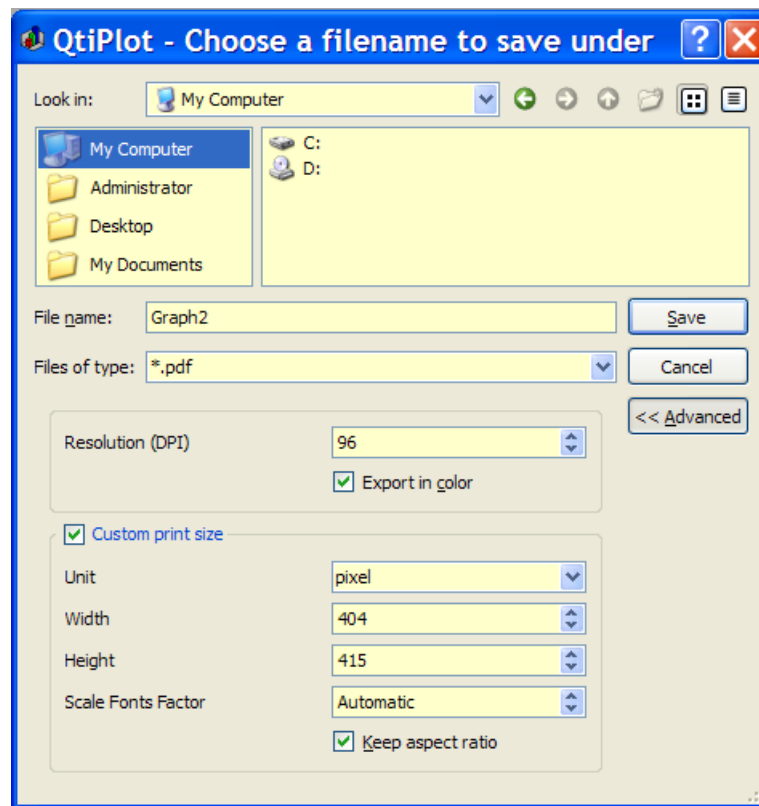 QtiPlot - Choose a filename to save under
Look in: My Computer
My Computer
Administrator
Desktop
My Documents
C:
D:
File name: Graph2
Save
Files of type: *.pdf
Cancel
<< Advanced
Resolution (DPI) 96
Export in color
Custom print size
Unit pixel
Width 404
Height 415
Scale Fonts Factor Automatic
Keep aspect ratio